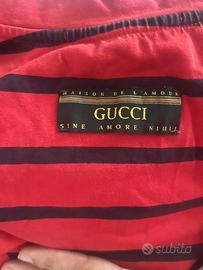 MAISON DE L'AMOUR
GUCCI
SINE AMORE NIHIL
subito